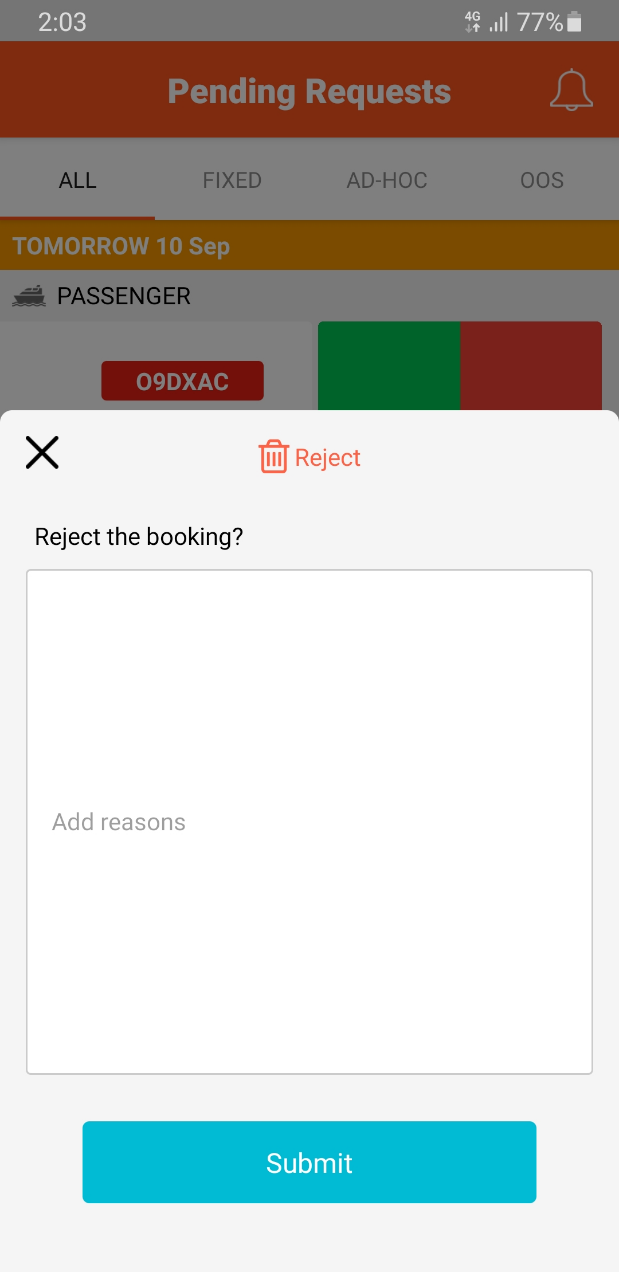 2:03 4G 77%
Pending Requests
ALL FIXED AD-HOC OOS
TOMORROW 10 Sep
PASSENGER
O9DXAC
Reject
Reject the booking?
Add reasons
Submit